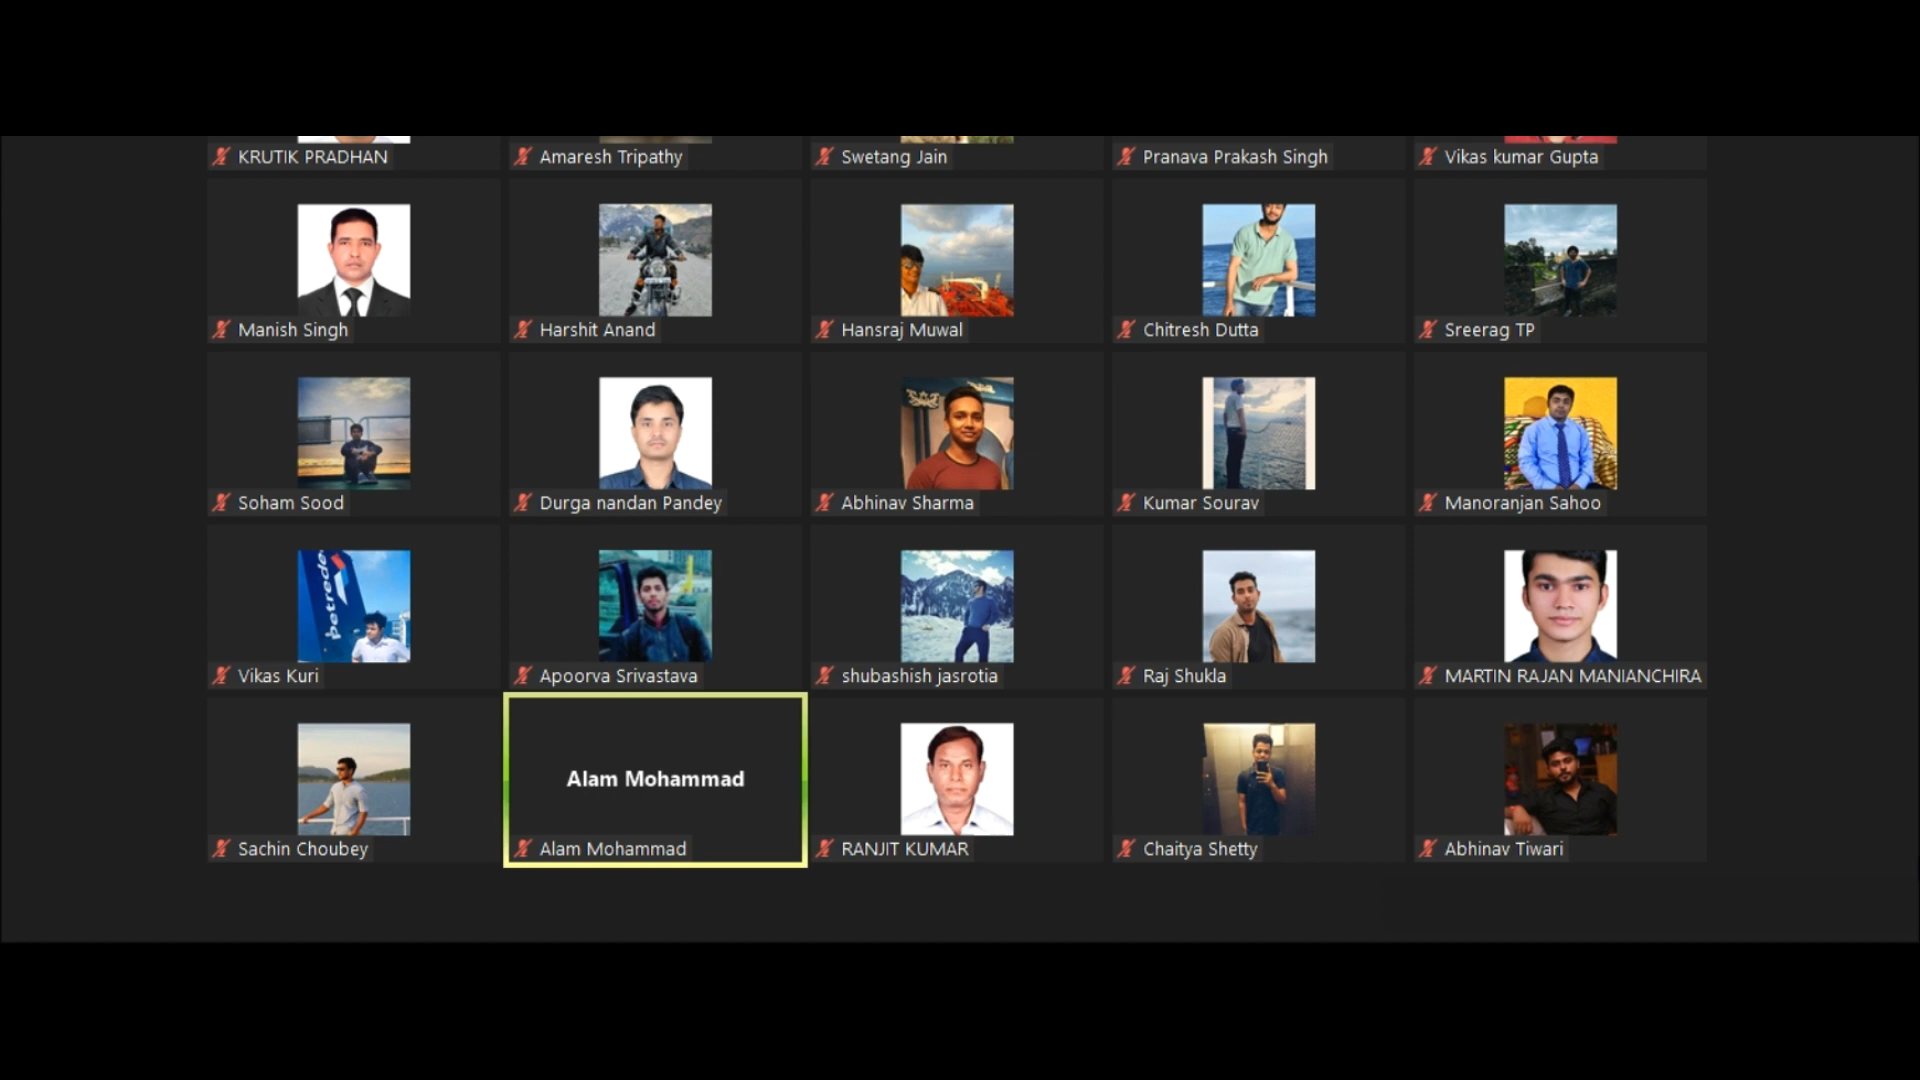 KRUTIK PRADHAN
Amaresh Tripathy
Swetang Jain
Pranava Prakash Singh
Vikas kumar Gupta
Manish Singh
Harshit Anand
Hansraj Muwal
Chitresh Dutta
Sreerag TP
Soham Sood
Durga nandan Pandey
Abhinav Sharma
Kumar Sourav
Manoranjan Sahoo
betrede
Vikas Kuri
Apoorva Srivastava
shubashish jasrotia
Raj Shukla
MARTIN RAJAN MANIANCHIRA
Alam Mohammad
Sachin Choubey
Alam Mohammad
RANJIT KUMAR
Chaitya Shetty
Abhinav Tiwari